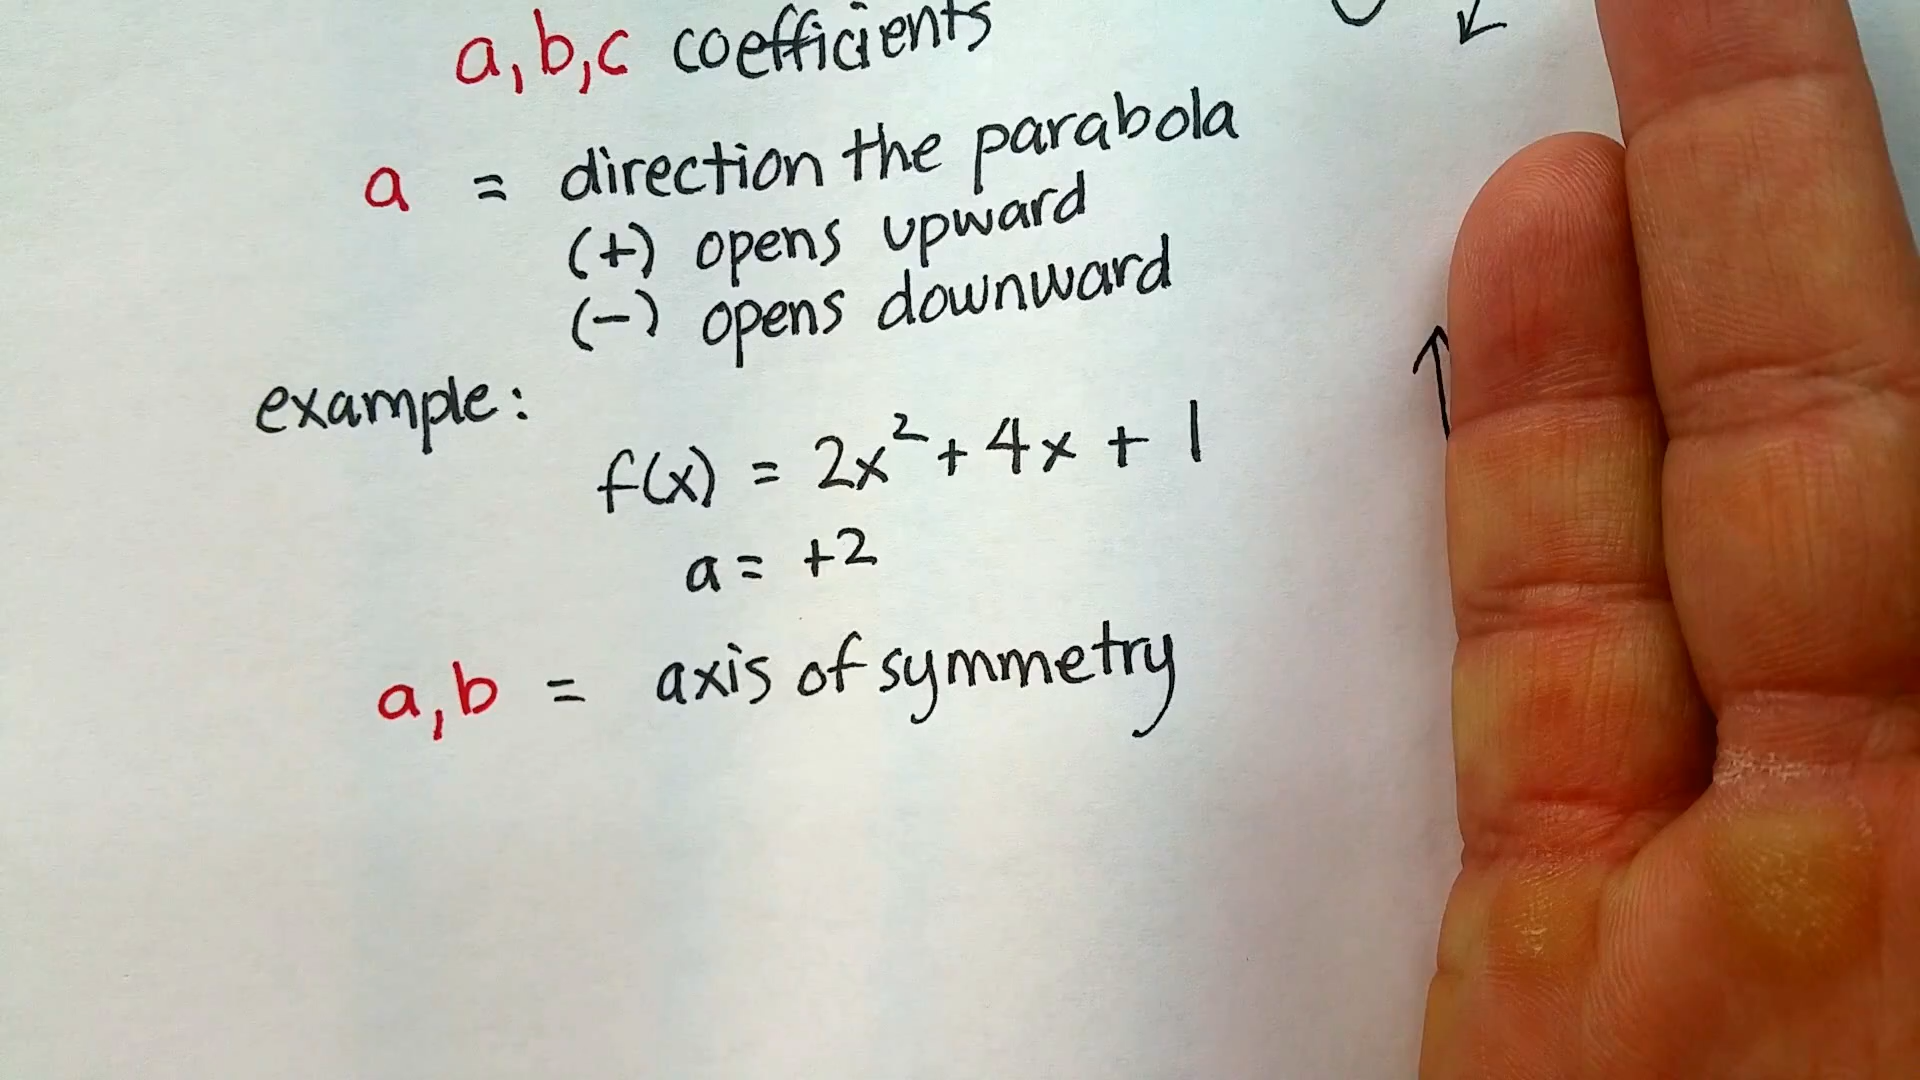 a,b,c coefficients
a = direction the parabola
(+) opens upward
(-) opens downward
example:
f(x) = 2x² + 4x + 1
a = +2
a,b = axis of symmetry